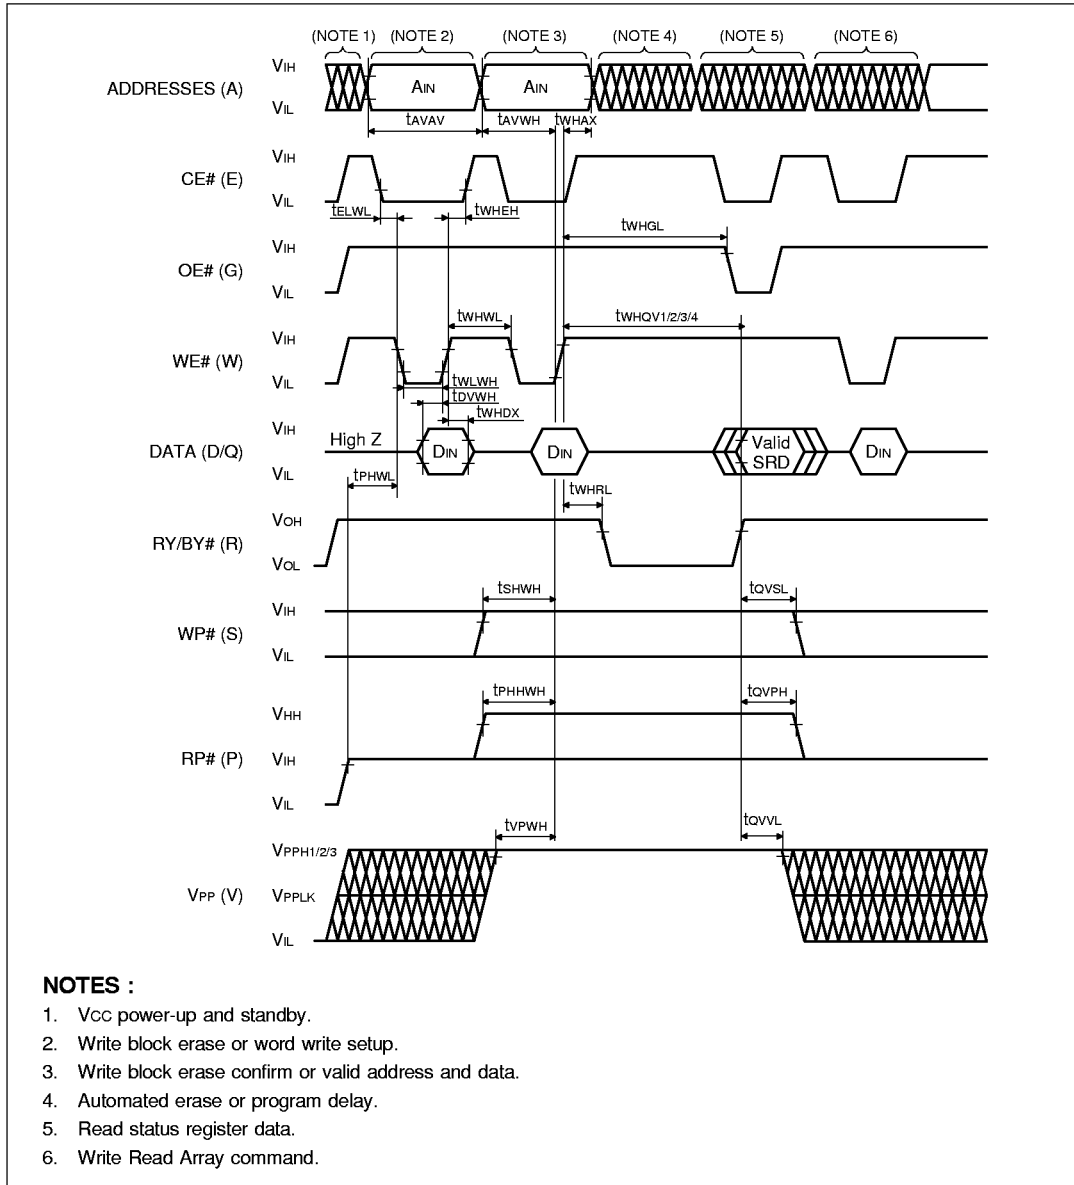 (NOTE 1) (NOTE 2) (NOTE 3) (NOTE 4) (NOTE 5) (NOTE 6)
ADDRESSES (A)
VIH
VIL
AIN
AIN
tAVAV
tAVWH
tWHAX
CE# (E)
VIH
VIL
tELWL
tWHEH
tWHGL
OE# (G)
VIH
VIL
tWHWL
tWHQV1/2/3/4
WE# (W)
VIH
VIL
tWLWH
tDVWH
tWHDX
DATA (D/Q)
VIH
VIL
High Z
DIN
DIN
Valid
SRD
DIN
tPHWL
tWHRL
RY/BY# (R)
VOH
VOL
tSHWH
tQVSL
WP# (S)
VIH
VIL
tPHHWH
tQVPH
RP# (P)
VHH
VIH
VIL
tVPWH
tQVVL
VPP (V)
VPPH1/2/3
VPPLK
VIL
NOTES :
1. VCC power-up and standby.
2. Write block erase or word write setup.
3. Write block erase confirm or valid address and data.
4. Automated erase or program delay.
5. Read status register data.
6. Write Read Array command.